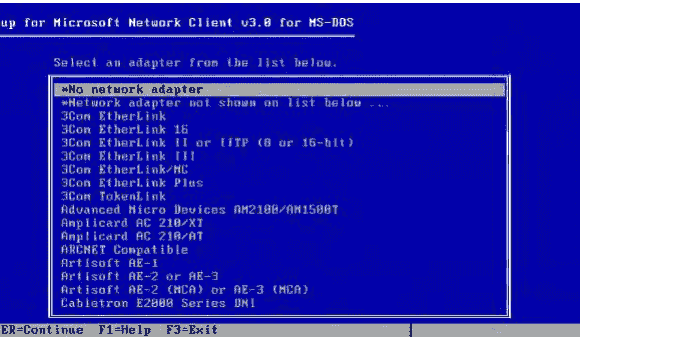 up for Microsoft Network Client v3.0 for MS-DOS
Select an adapter from the list below.
*No network adapter
*Network adapter not shown on list below ...
3Com EtherLink
3Com EtherLink 16
3Com EtherLink II or IITP (8 or 16-bit)
3Com EtherLink III
3Com EtherLink/MC
3Com EtherLink Plus
3Com TokenLink
Advanced Micro Devices AM2100/AM1500T
Amplicard AC 210/XT
Amplicard AC 210/AT
ARCNET Compatible
Artisoft AE-1
Artisoft AE-2 or AE-3
Artisoft AE-2 (MCA) or AE-3 (MCA)
Cabletron E2000 Series DNI
ER=Continue F1=Help F3=Exit